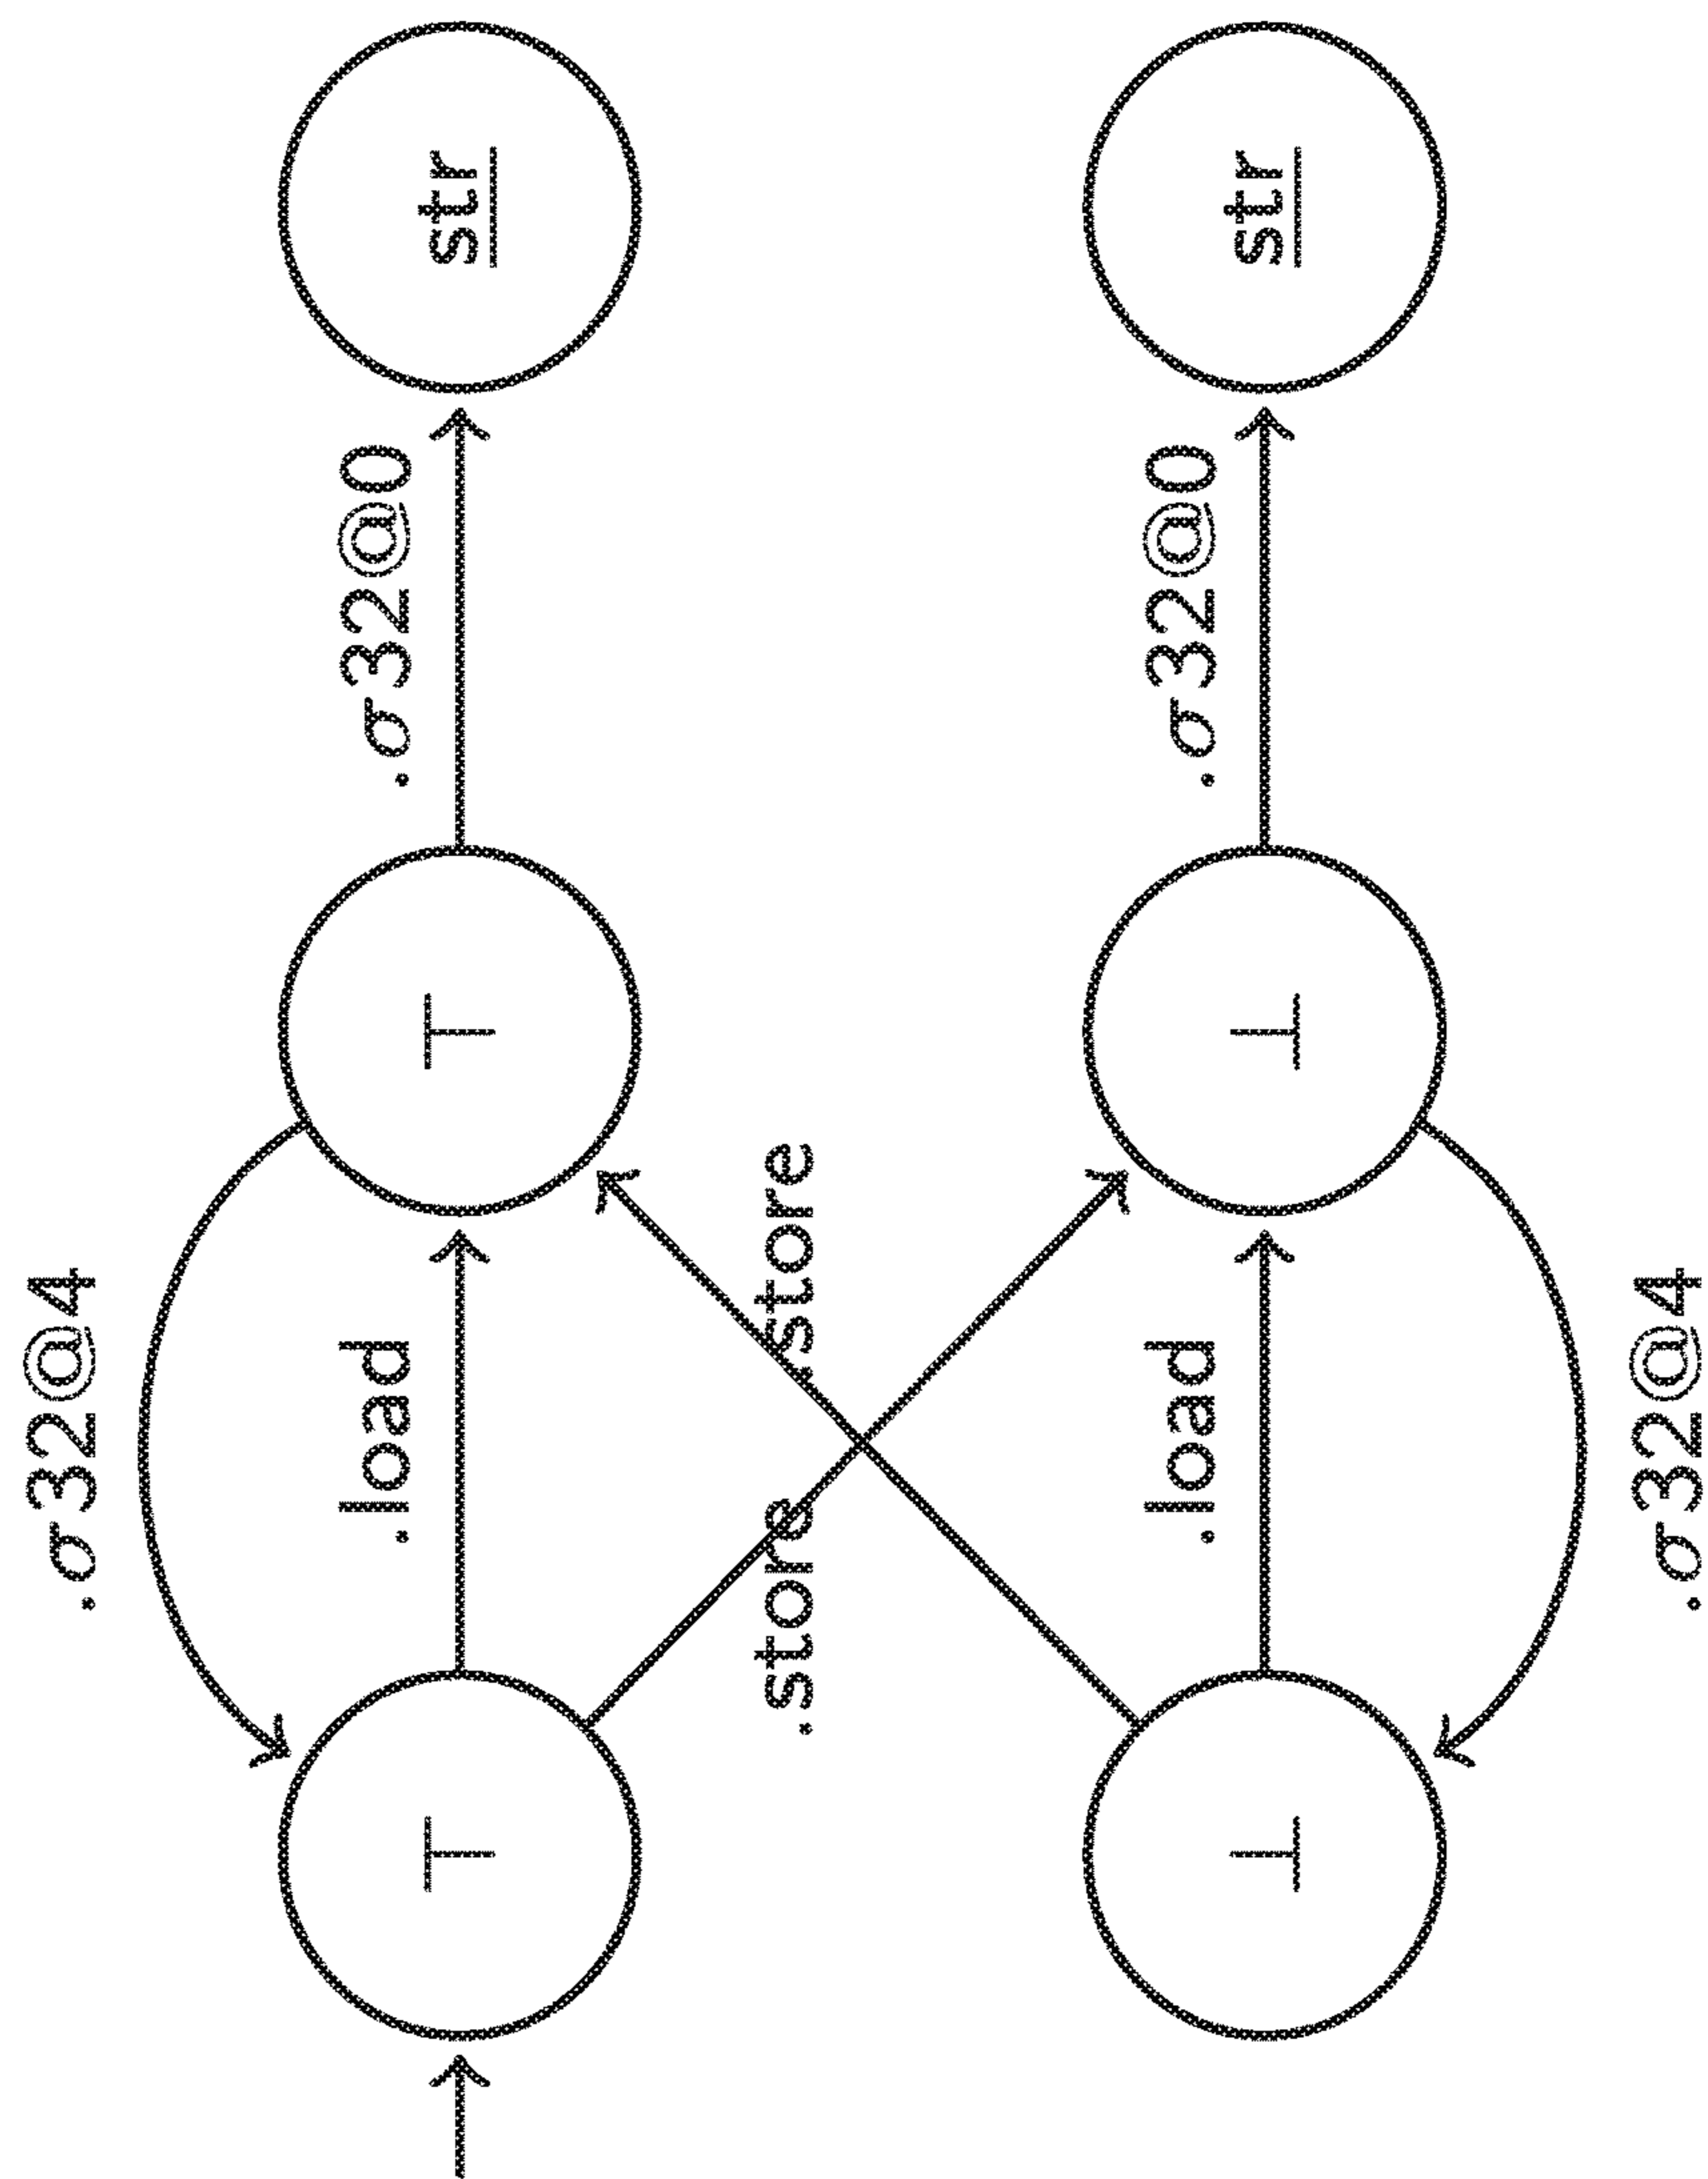 .σ32@4
.load .σ32@0
⊤ ⊤ str
.store .store
.load .σ32@0
⊥ ⊥ str
.σ32@4